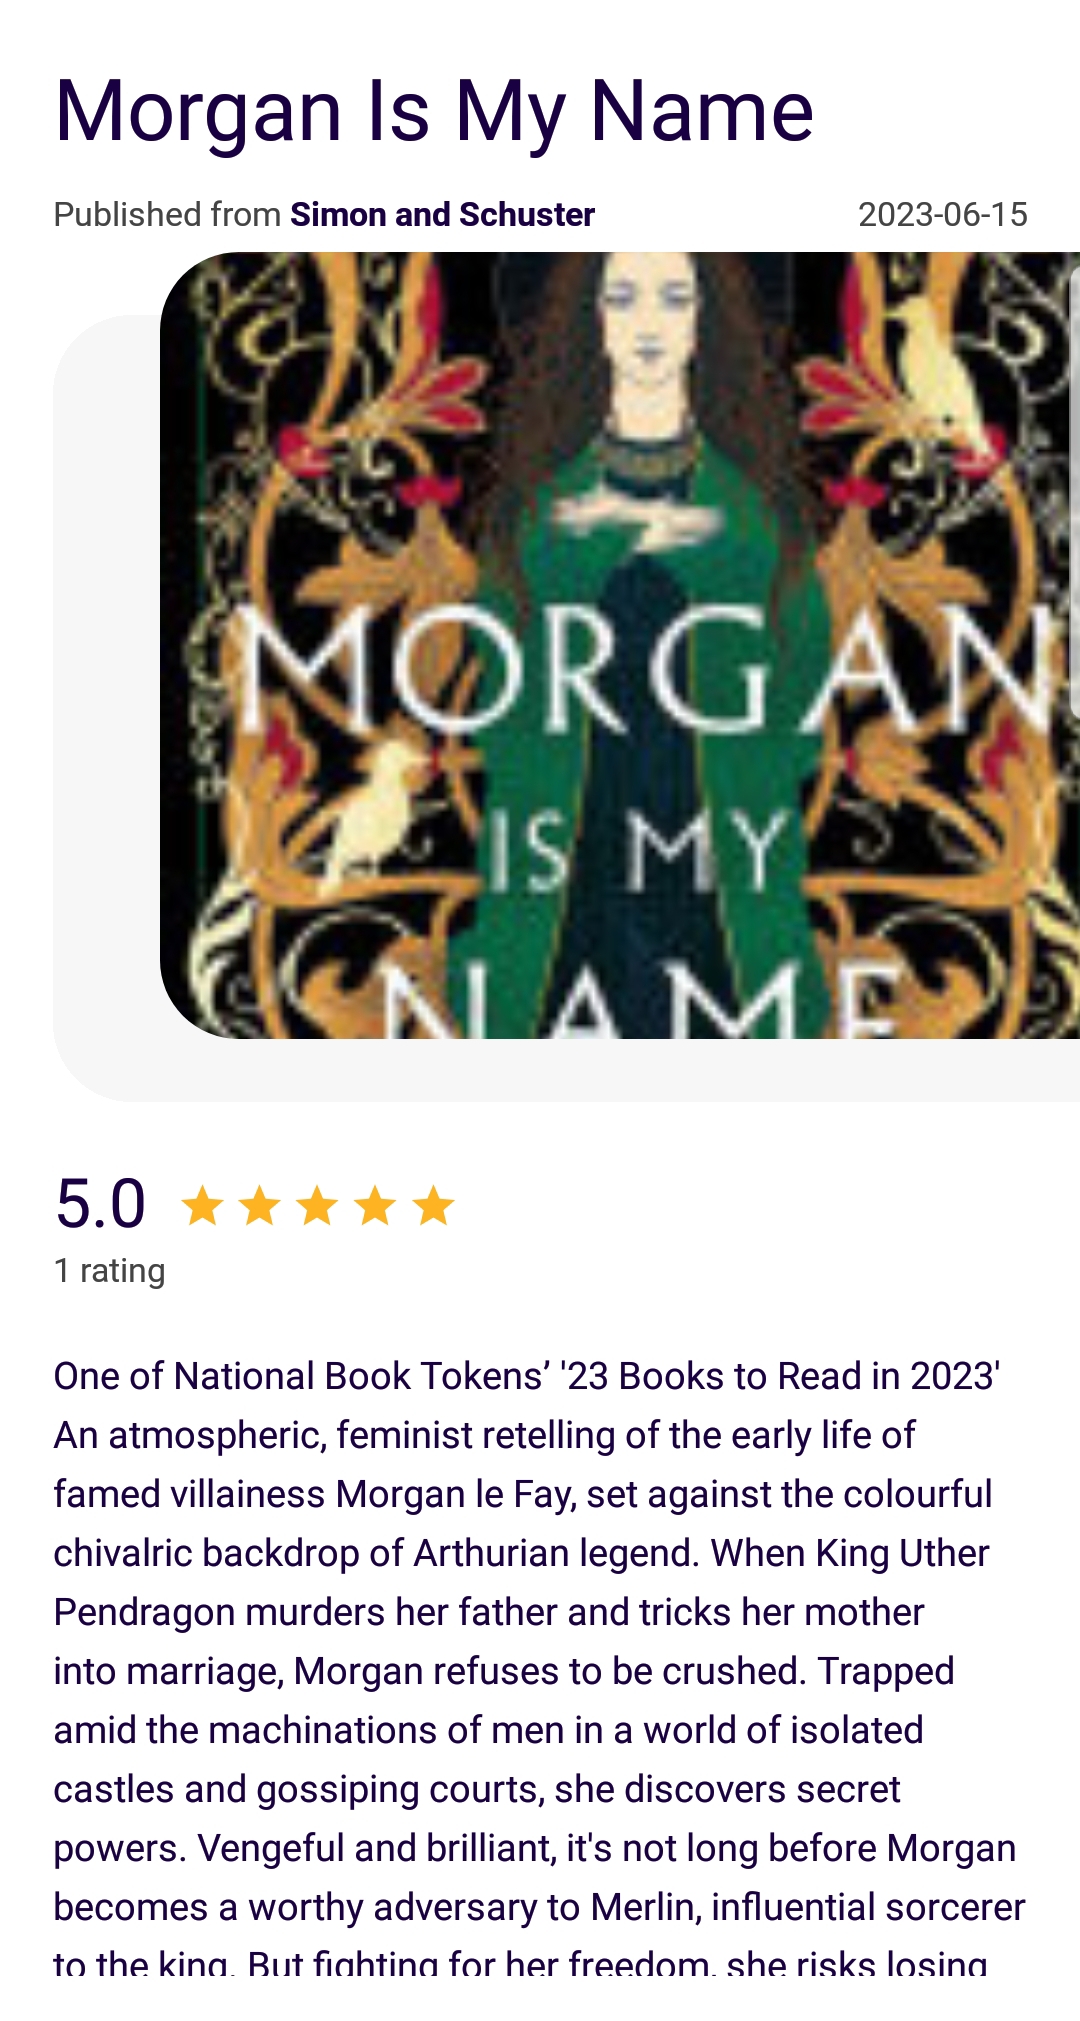 Morgan Is My Name
Published from Simon and Schuster 2023-06-15
MORGAN
IS MY
NAME
5.0
1 rating
One of National Book Tokens’ '23 Books to Read in 2023'
An atmospheric, feminist retelling of the early life of
famed villainess Morgan le Fay, set against the colourful
chivalric backdrop of Arthurian legend. When King Uther
Pendragon murders her father and tricks her mother
into marriage, Morgan refuses to be crushed. Trapped
amid the machinations of men in a world of isolated
castles and gossiping courts, she discovers secret
powers. Vengeful and brilliant, it's not long before Morgan
becomes a worthy adversary to Merlin, influential sorcerer
to the king. But fighting for her freedom, she risks losing